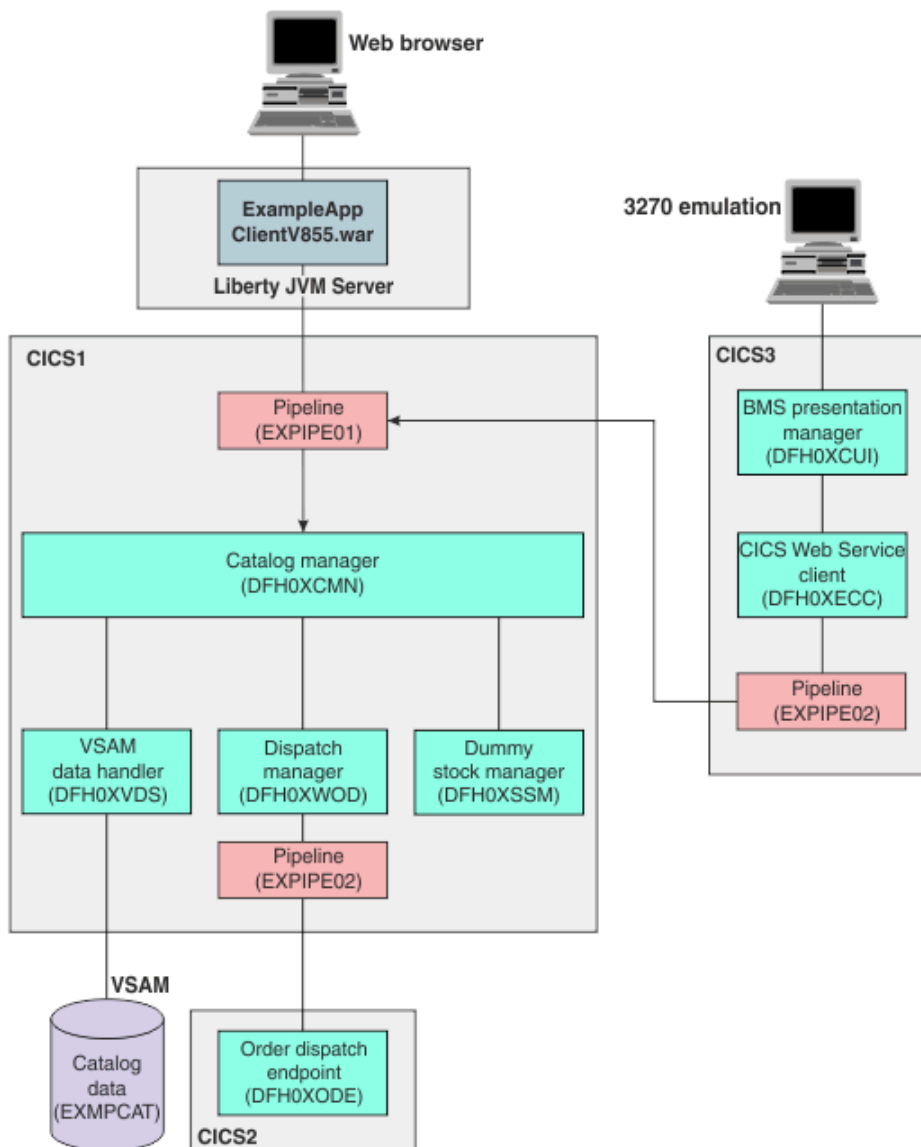 Web browser
ExampleApp
ClientV855.war
Liberty JVM Server
3270 emulation
CICS1
Pipeline
(EXPIPE01)
Catalog manager
(DFH0XCMN)
VSAM
data handler
(DFH0XVDS)
Dispatch
manager
(DFH0XWOD)
Dummy
stock manager
(DFH0XSSM)
Pipeline
(EXPIPE02)
CICS3
BMS presentation
manager
(DFH0XCUI)
CICS Web Service
client
(DFH0XECC)
Pipeline
(EXPIPE02)
VSAM
Catalog
data
(EXMPCAT)
Order dispatch
endpoint
(DFH0XODE)
CICS2